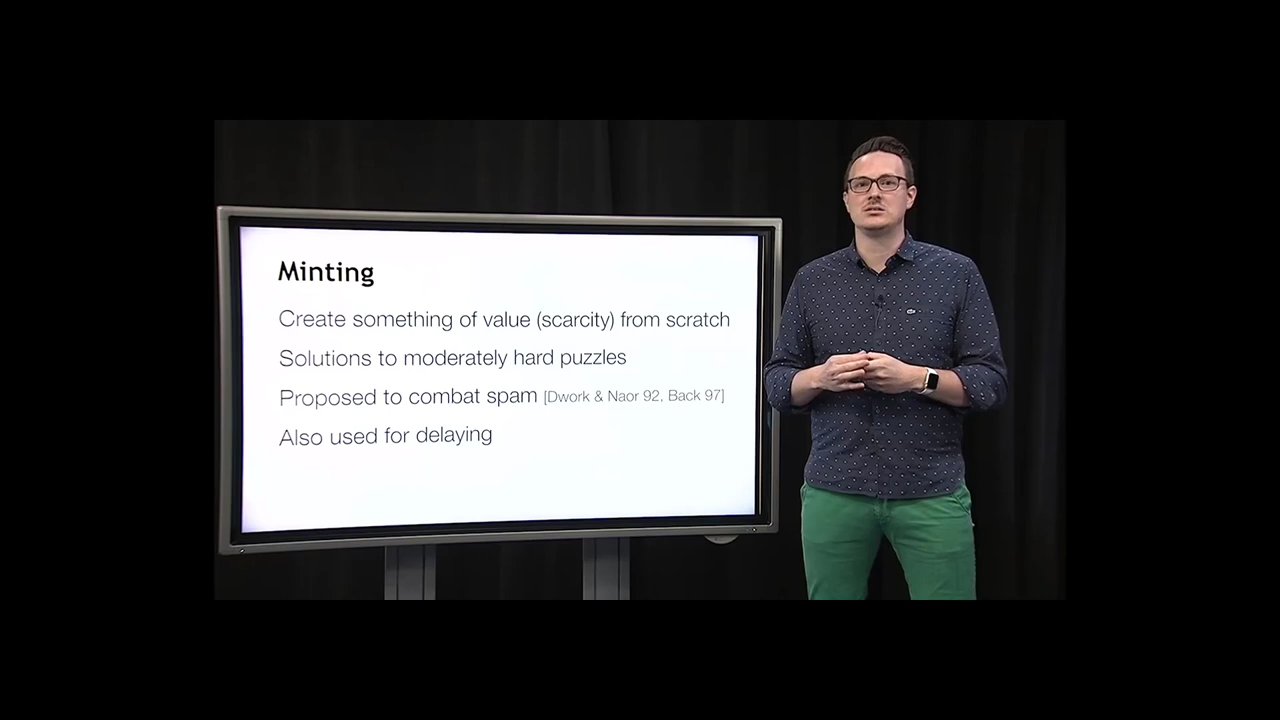 Minting
Create something of value (scarcity) from scratch
Solutions to moderately hard puzzles
Proposed to combat spam [Dwork & Naor 92, Back 97]
Also used for delaying